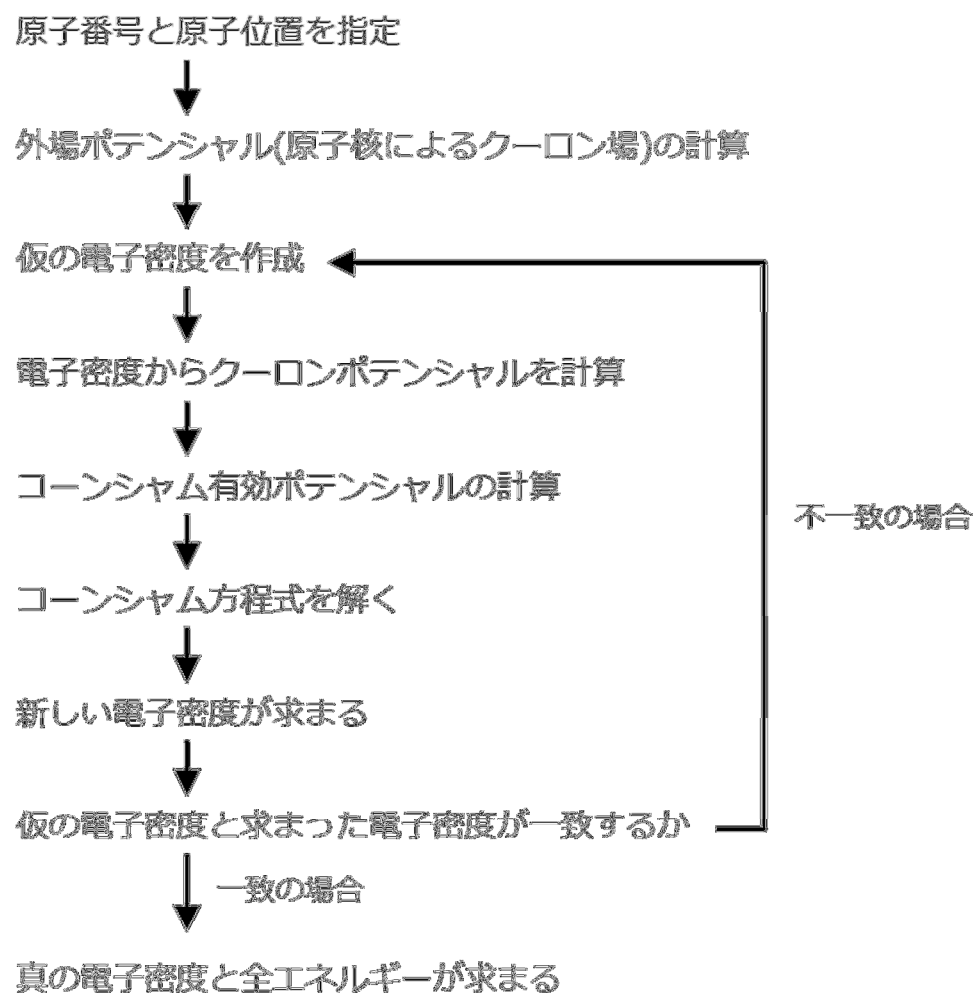 原子番号と原子位置を指定
外場ポテンシャル(原子核によるクーロン場)の計算
仮の電子密度を作成
電子密度からクーロンポテンシャルを計算
コーンシャム有効ポテンシャルの計算
不一致の場合
コーンシャム方程式を解く
新しい電子密度が求まる
仮の電子密度と求まった電子密度が一致するか
一致の場合
真の電子密度と全エネルギーが求まる